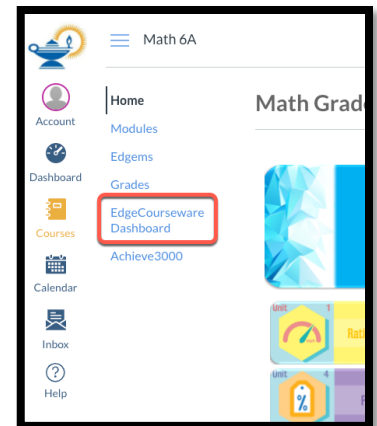 Math 6A
Account
Dashboard
Courses
Calendar
Inbox
Help
Home
Modules
Edgems
Grades
EdgeCourseware
Dashboard
Achieve3000
Math Grad
Unit 1
Rati
Unit 4
%